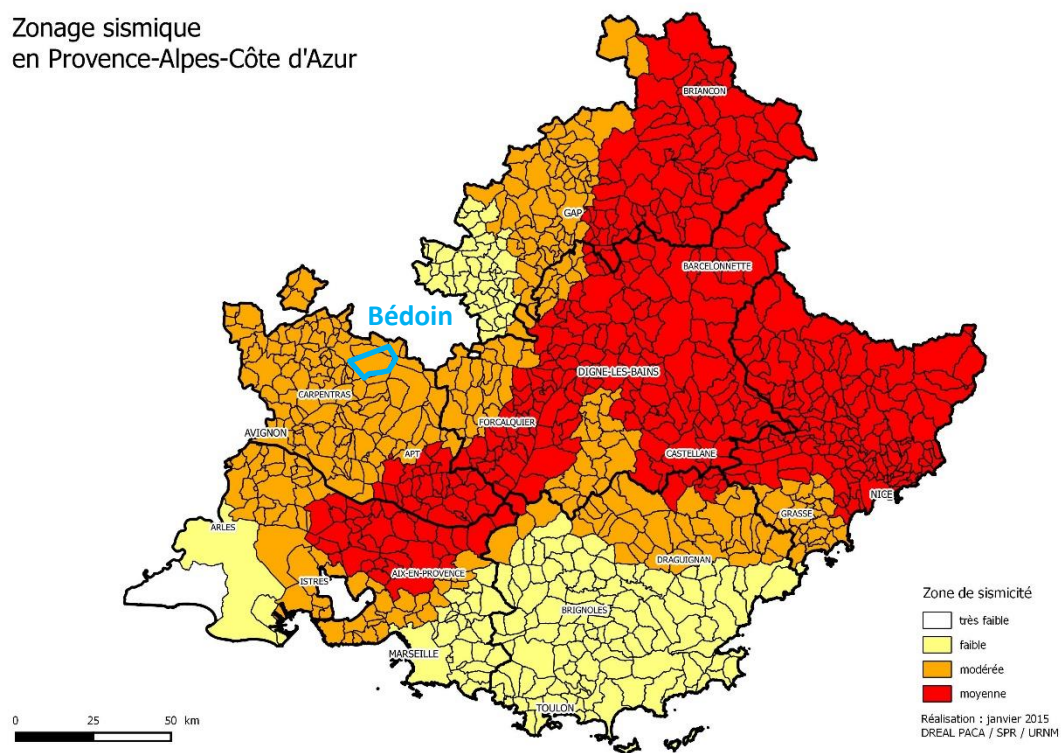 Zonage sismique
en Provence-Alpes-Côte d'Azur
BRIANCON
GAP
BARCELONNETTE
Bédoin
DIGNE-LES-BAINS
CARPENTRAS
FORCALQUIER
AVIGNON
APT
CASTELLANE
NICE
GRASSE
ARLES
DRAGUIGNAN
AIX-EN-PROVENCE
ISTRES
BRIGNOLES
MARSEILLE
TOULON
Zone de sismicité
très faible
faible
modérée
moyenne
0 25 50 km
Réalisation : janvier 2015
DREAL PACA / SPR / URNM